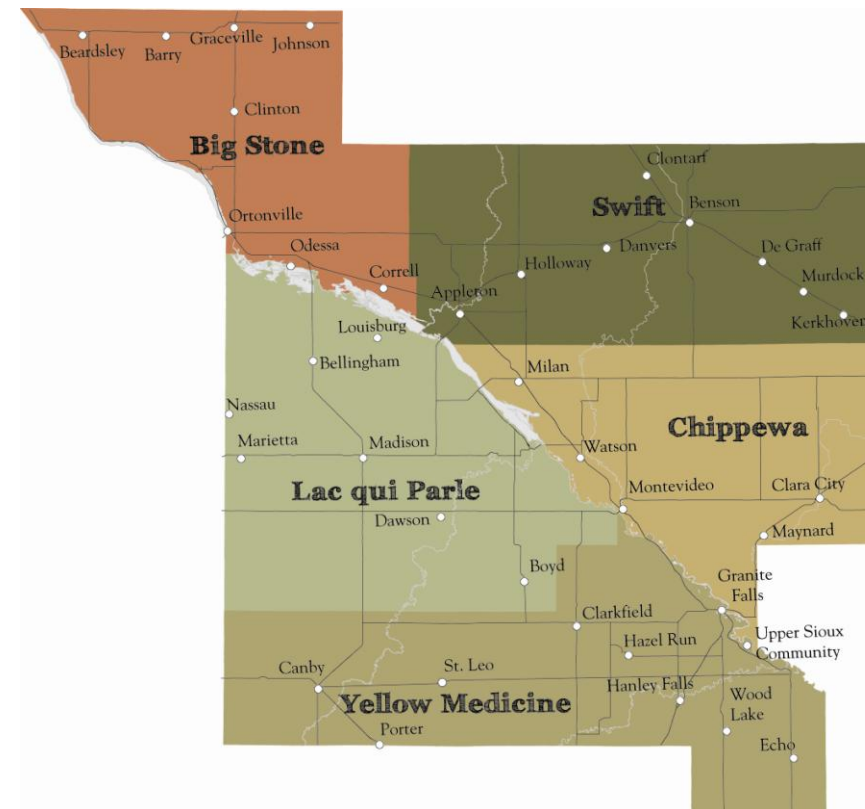 Graceville
Johnson
Beardsley
Barry
Clinton
Big Stone
Clontarf
Swift
Benson
Ortonville
Danvers
De Graff
Odessa
Holloway
Correll
Murdock
Appleton
Kerkhoven
Louisburg
Bellingham
Milan
Nassau
Chippewa
Marietta
Madison
Watson
Lac qui Parle
Montevideo
Clara City
Dawson
Maynard
Boyd
Granite
Falls
Clarkfield
Hazel Run
Upper Sioux
Community
Canby
St. Leo
Hanley Falls
Wood
Lake
Yellow Medicine
Porter
Echo